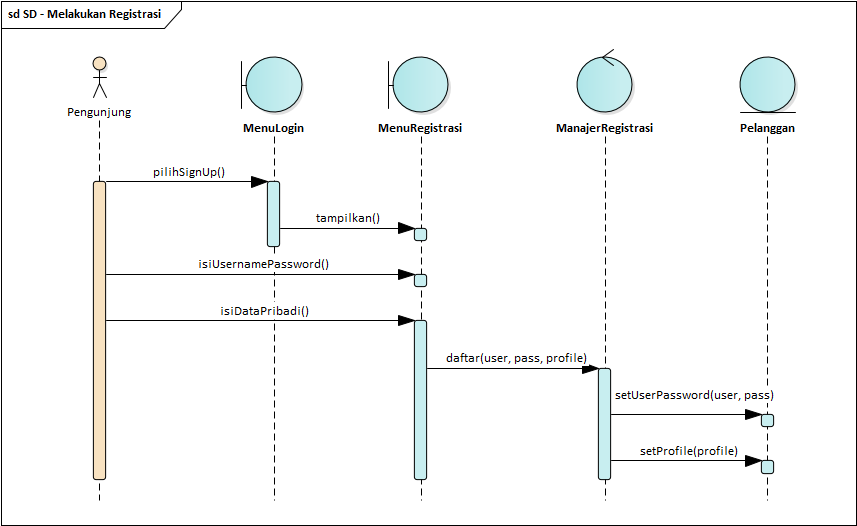 sd SD - Melakukan Registrasi
Pengunjung
MenuLogin
MenuRegistrasi
ManajerRegistrasi
Pelanggan
pilihSignUp()
tampilkan()
isiUsernamePassword()
isiDataPribadi()
daftar(user, pass, profile)
setUserPassword(user, pass)
setProfile(profile)